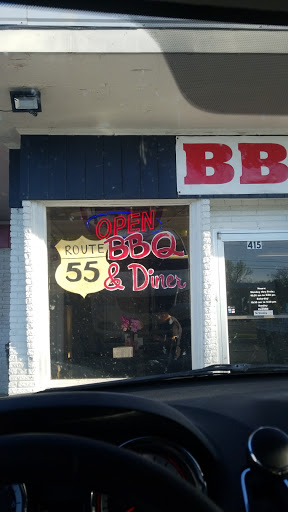 BB
OPEN
415
ROUTE
55
BBQ
& Diner